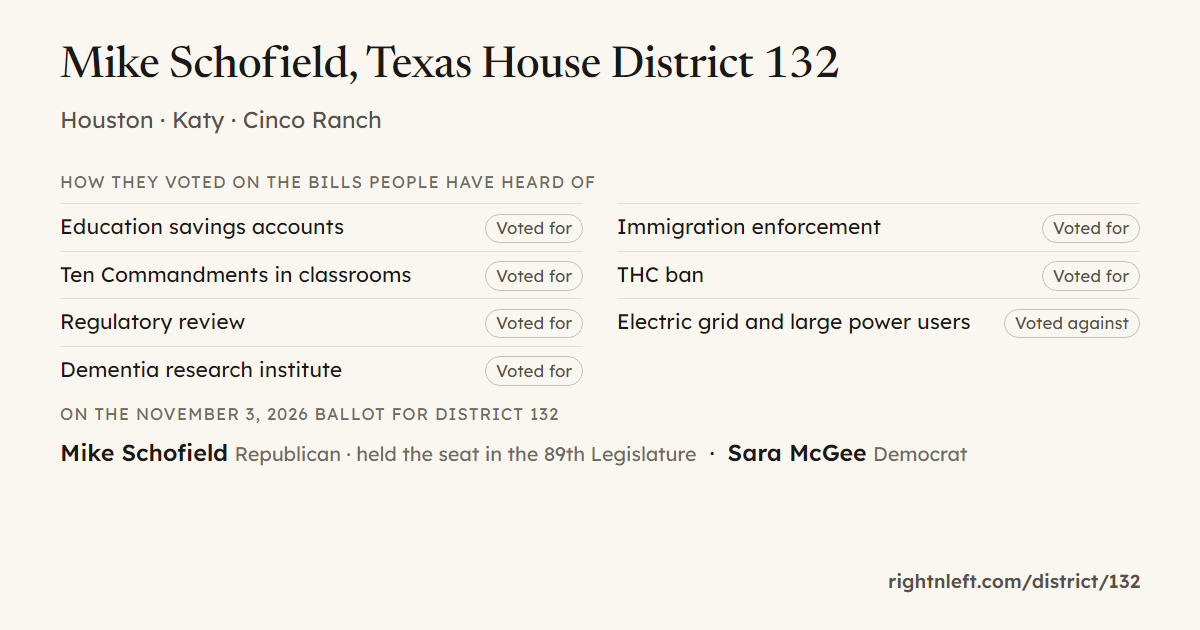 Mike Schofield, Texas House District 132
Houston · Katy · Cinco Ranch
HOW THEY VOTED ON THE BILLS PEOPLE HAVE HEARD OF
Education savings accounts Voted for
Ten Commandments in classrooms Voted for
Regulatory review Voted for
Dementia research institute Voted for
Immigration enforcement Voted for
THC ban Voted for
Electric grid and large power users Voted against
ON THE NOVEMBER 3, 2026 BALLOT FOR DISTRICT 132
Mike Schofield Republican · held the seat in the 89th Legislature · Sara McGee Democrat
rightnleft.com/district/132